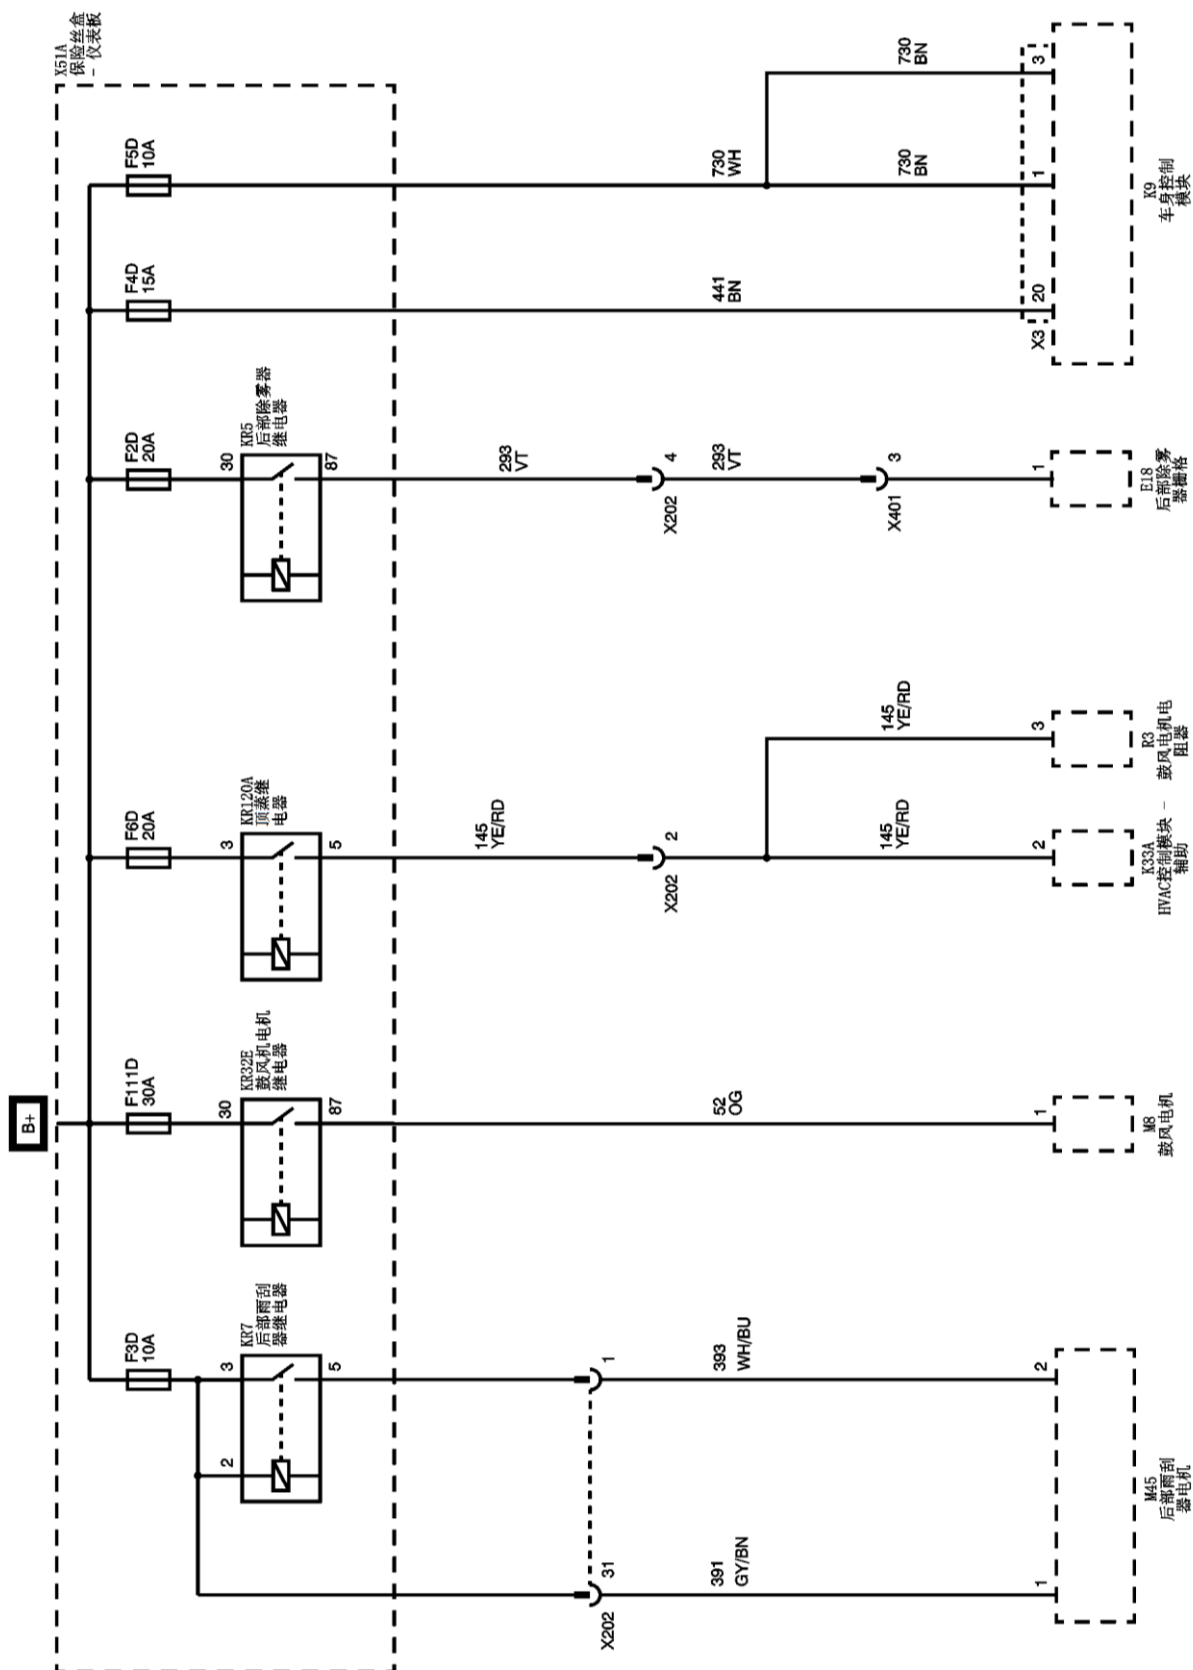 B+
X51A
保险丝盒
- 仪表板
F3D
10A
F111D
30A
F6D
20A
F2D
20A
F4D
15A
F5D
10A
KR7
后部雨刮
器继电器
3
2
5
KR32E
鼓风机电机
继电器
30
87
KR120A
顶蒸继
电器
3
5
KR5
后部除雾器
继电器
30
87
X202
31
1
391
GY/BN
393
WH/BU
52
OG
145
YE/RD
X202
2
145
YE/RD
145
YE/RD
293
VT
X202
4
293
VT
X401
3
441
BN
730
WH
730
BN
730
BN
1
2
M45
后部雨刮
器电机
1
M8
鼓风电机
2
K33A
HVAC控制模块 -
辅助
3
R3
鼓风电机电
阻器
1
E18
后部除雾
器栅格
X3
20
1
3
K9
车身控制
模块